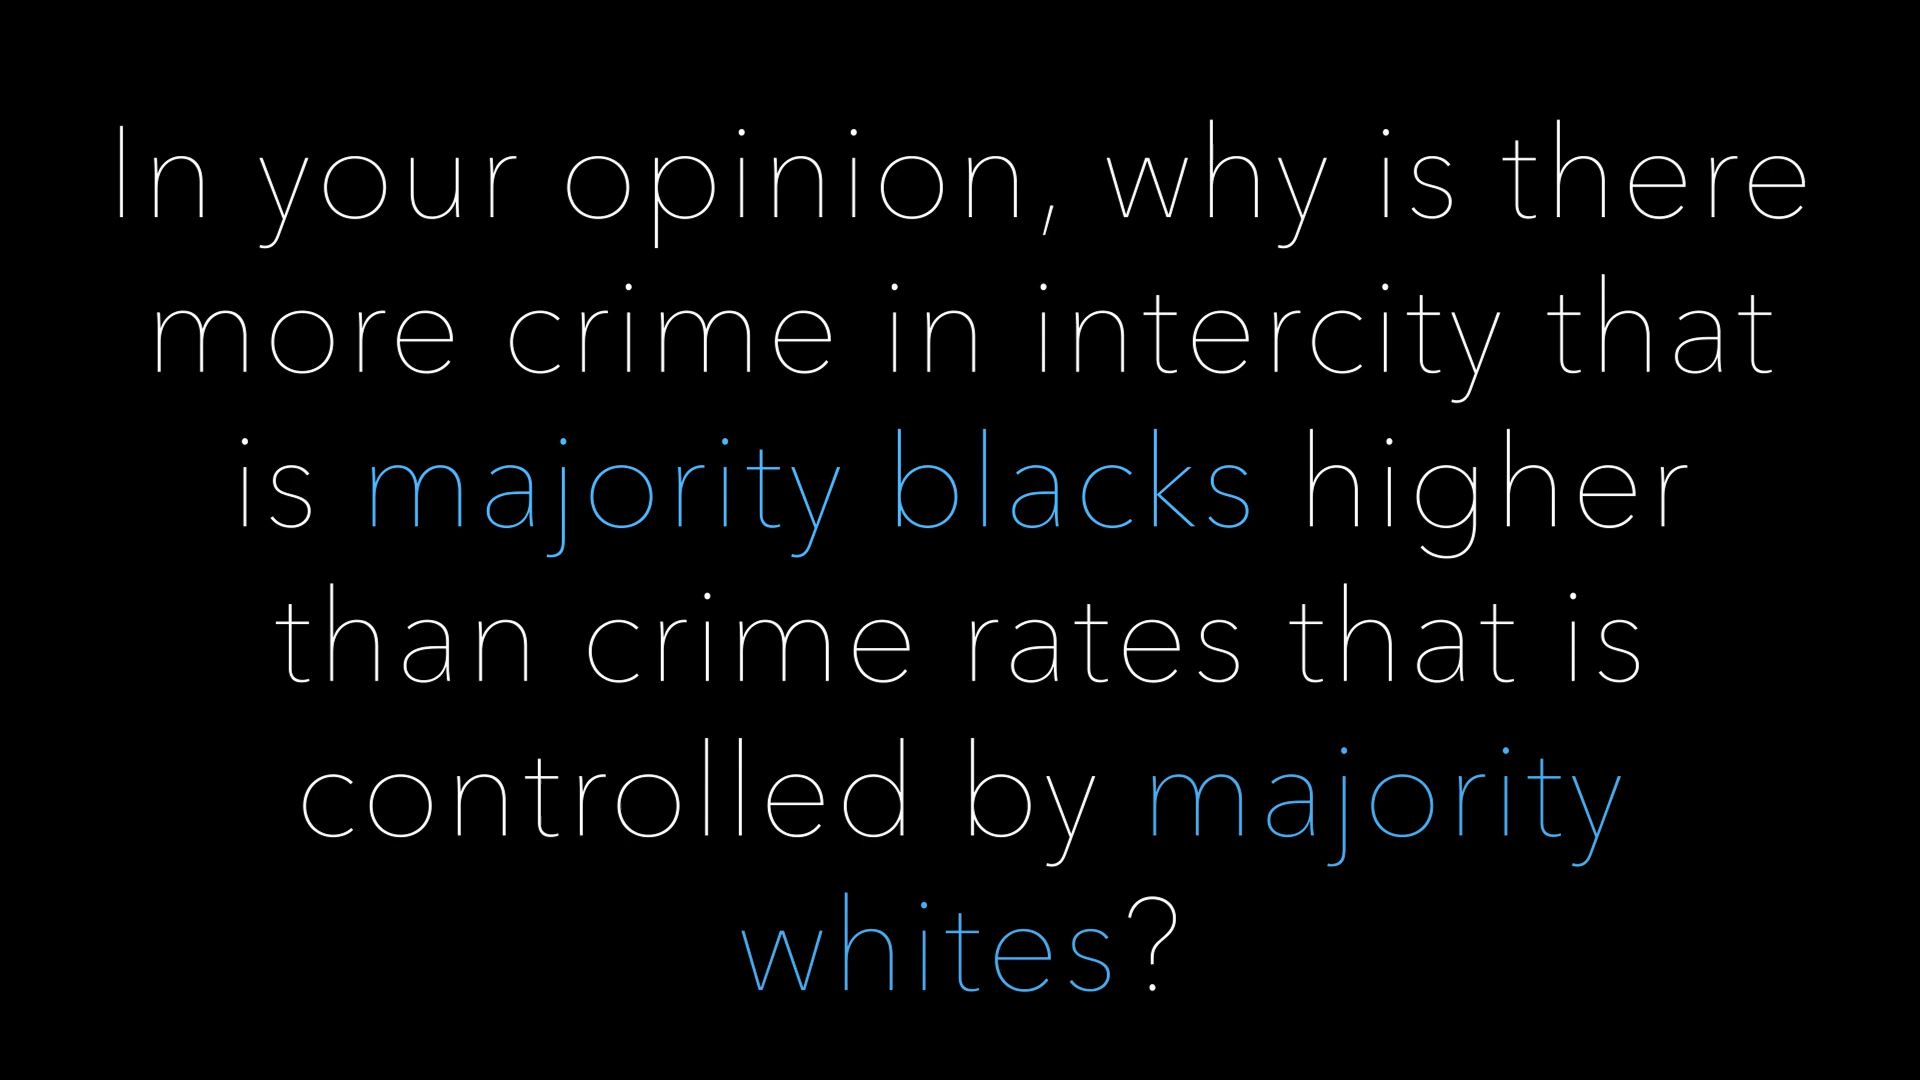 In your opinion, why is there
more crime in intercity that
is majority blacks higher
than crime rates that is
controlled by majority
whites?